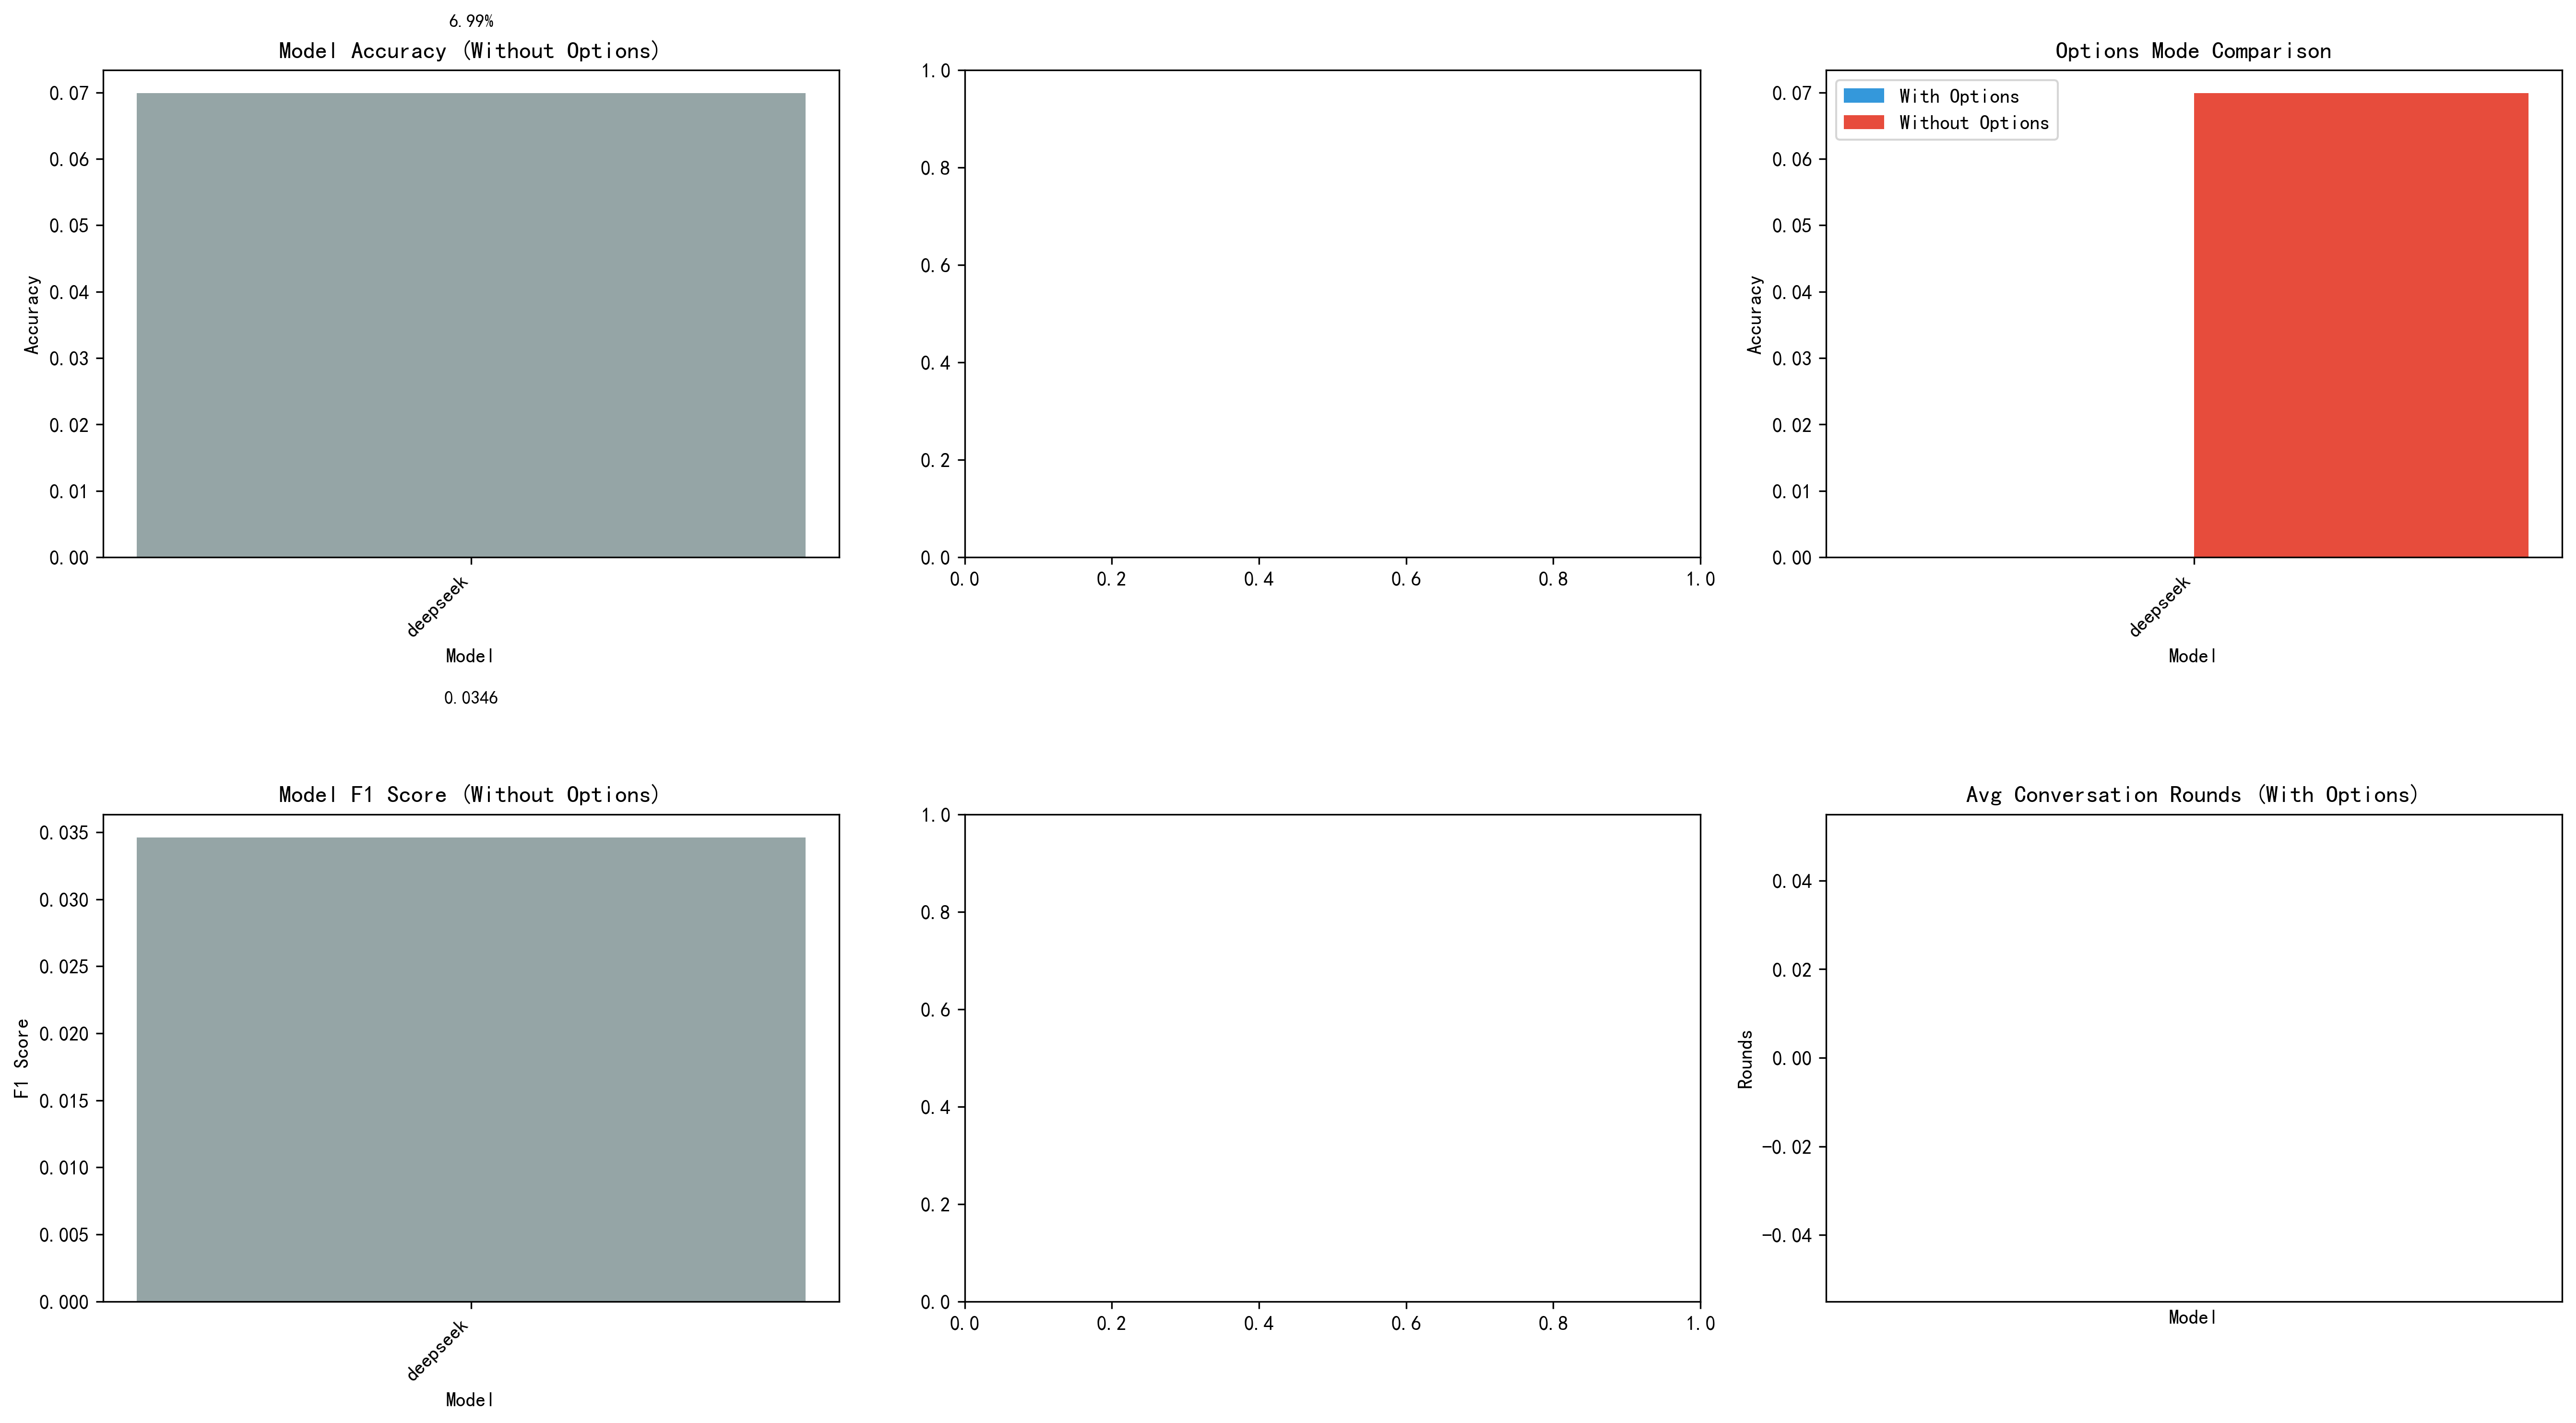 6.99%
Model Accuracy (Without Options)
0.07
0.06
0.05
0.04
0.03
0.02
0.01
0.00
Accuracy
deepseek
Model
1.0
0.8
0.6
0.4
0.2
0.0
0.0 0.2 0.4 0.6 0.8 1.0
Options Mode Comparison
With Options
Without Options
0.07
0.06
0.05
0.04
0.03
0.02
0.01
0.00
Accuracy
deepseek
Model
0.0346
Model F1 Score (Without Options)
0.035
0.030
0.025
0.020
0.015
0.010
0.005
0.000
F1 Score
deepseek
Model
1.0
0.8
0.6
0.4
0.2
0.0
0.0 0.2 0.4 0.6 0.8 1.0
Avg Conversation Rounds (With Options)
0.04
0.02
0.00
−0.02
−0.04
Rounds
Model